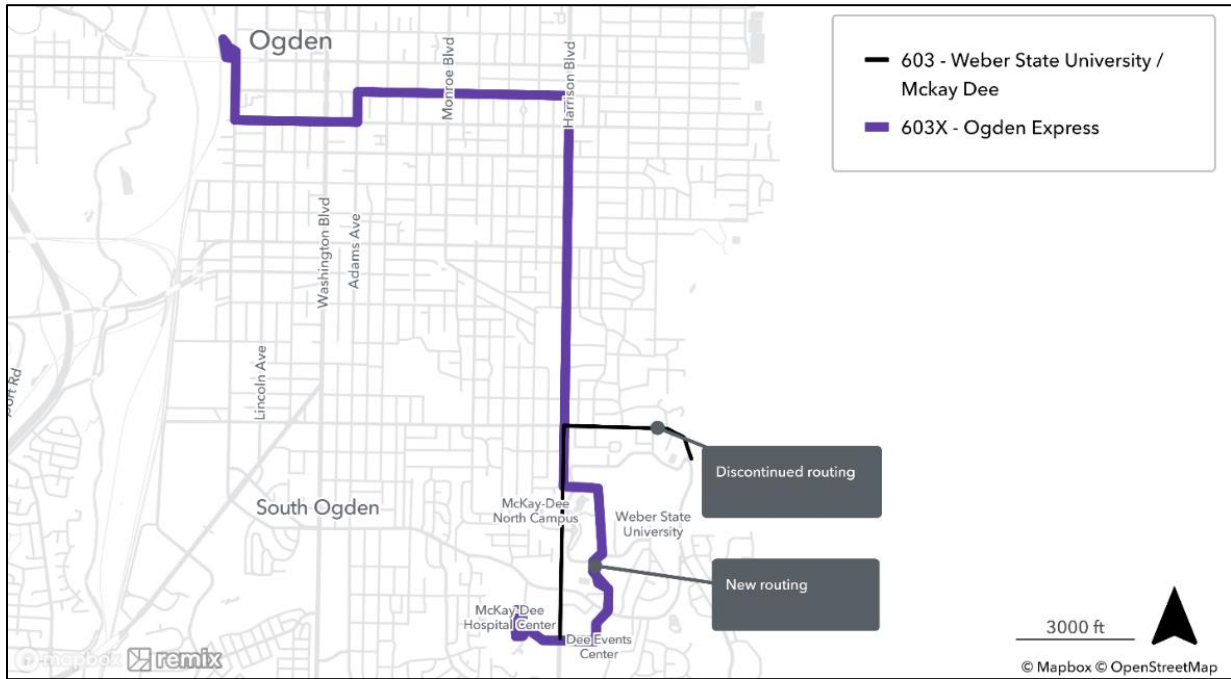 Ogden
Monroe Blvd
Harrison Blvd
603 - Weber State University /
Mckay Dee
603X - Ogden Express
Washington Blvd
Adams Ave
Lincoln Ave
Discontinued routing
South Ogden
McKay-Dee
North Campus
Weber State
University
New routing
McKay-Dee
Hospital Center
Dee Events
Center
3000 ft
mapbox remix
© Mapbox © OpenStreetMap